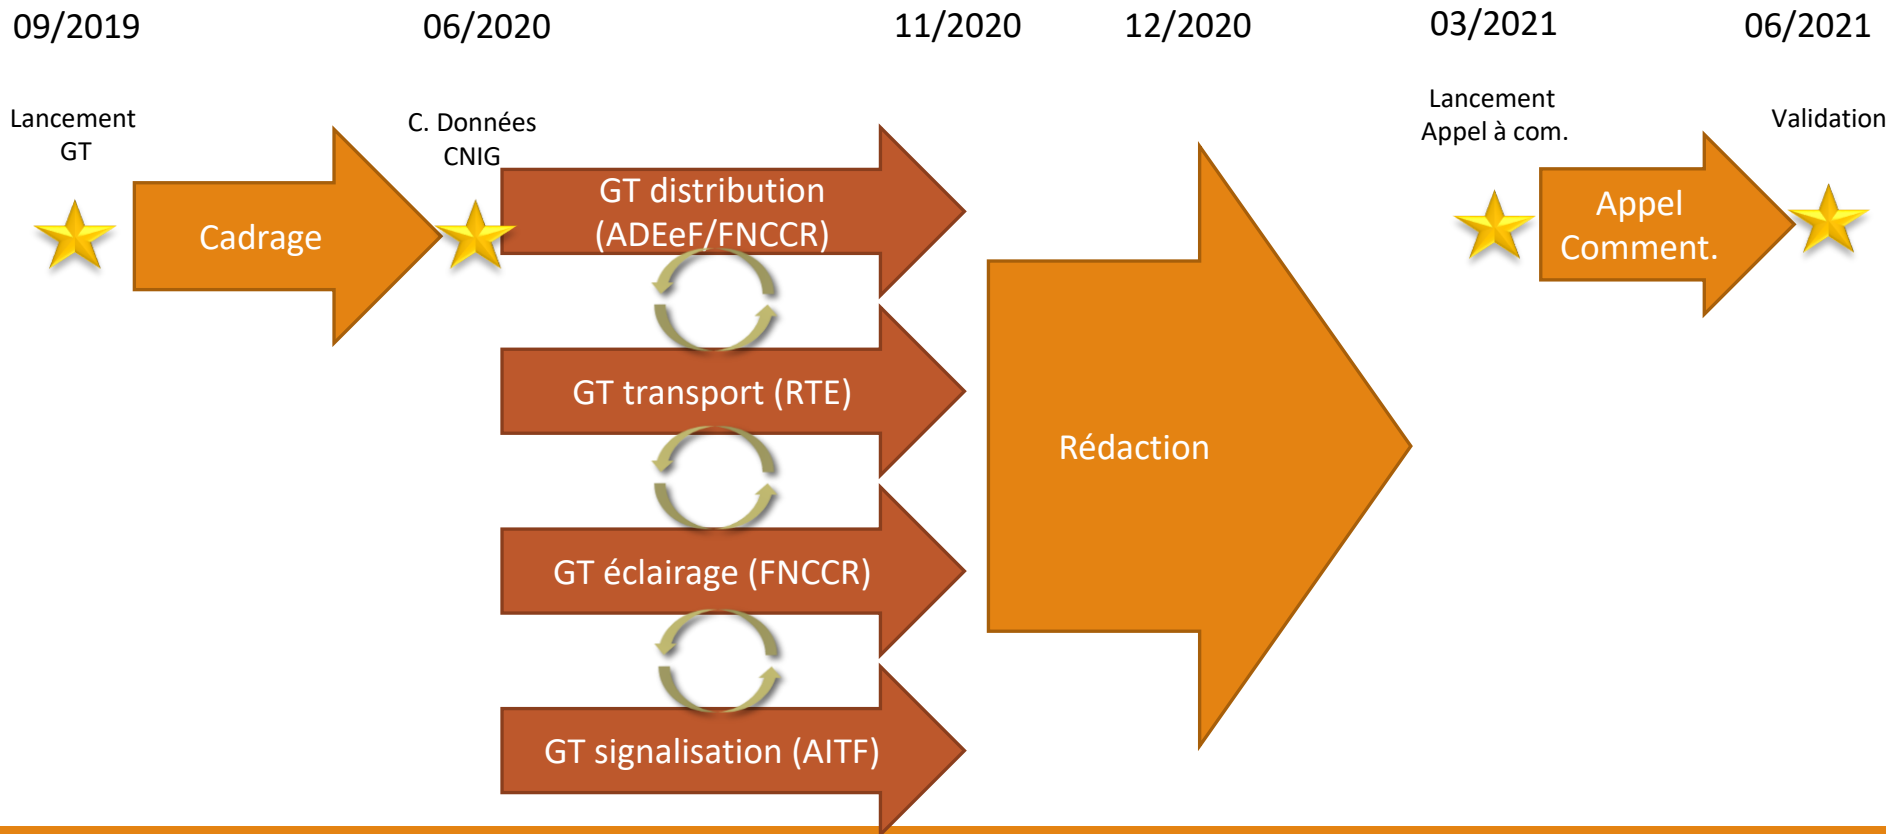 09/2019
06/2020
11/2020
12/2020
03/2021
06/2021
Lancement
GT
C. Données
CNIG
Lancement
Appel à com.
Validation
Cadrage
GT distribution
(ADEeF/FNCCR)
GT transport (RTE)
GT éclairage (FNCCR)
GT signalisation (AITF)
Rédaction
Appel
Comment.